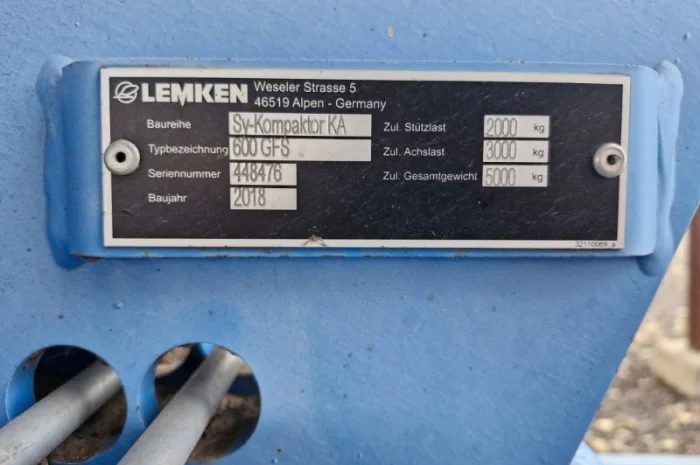 LEMKEN
Weseler Strasse 5
46519 Alpen - Germany
Baureihe Sy-Kompaktor KA Zul. Stützlast 2000 kg
Typbezeichnung 600 GFS Zul. Achslast 3000 kg
Seriennummer 448476 Zul. Gesamtgewicht 5000 kg
Baujahr 2018
32110069_a